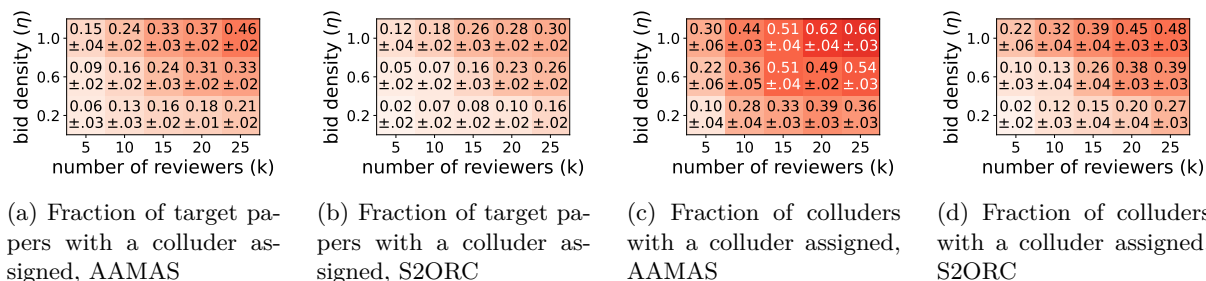 bid density (η)
1.0
0.6
0.2
0.15 0.24 0.33 0.37 0.46
±.04 ±.02 ±.03 ±.02 ±.02
0.09 0.16 0.24 0.31 0.33
±.02 ±.02 ±.03 ±.02 ±.02
0.06 0.13 0.16 0.18 0.21
±.03 ±.03 ±.02 ±.01 ±.02
5 10 15 20 25
number of reviewers (k)
(a) Fraction of target pa-
pers with a colluder as-
signed, AAMAS
bid density (η)
1.0
0.6
0.2
0.12 0.18 0.26 0.28 0.30
±.04 ±.02 ±.03 ±.02 ±.02
0.05 0.07 0.16 0.23 0.26
±.02 ±.02 ±.02 ±.02 ±.02
0.02 0.07 0.08 0.10 0.16
±.02 ±.02 ±.02 ±.02 ±.02
5 10 15 20 25
number of reviewers (k)
(b) Fraction of target pa-
pers with a colluder as-
signed, S2ORC
bid density (η)
1.0
0.6
0.2
0.30 0.44 0.51 0.62 0.66
±.06 ±.03 ±.04 ±.04 ±.03
0.22 0.36 0.51 0.49 0.54
±.06 ±.05 ±.04 ±.02 ±.03
0.10 0.28 0.33 0.39 0.36
±.04 ±.04 ±.03 ±.04 ±.03
5 10 15 20 25
number of reviewers (k)
(c) Fraction of colluders
with a colluder assigned,
AAMAS
bid density (η)
1.0
0.6
0.2
0.22 0.32 0.39 0.45 0.48
±.06 ±.04 ±.04 ±.03 ±.03
0.10 0.13 0.26 0.38 0.39
±.04 ±.03 ±.04 ±.03 ±.03
0.02 0.12 0.15 0.20 0.27
±.02 ±.03 ±.04 ±.03 ±.03
5 10 15 20 25
number of reviewers (k)
(d) Fraction of colluders
with a colluder assigned
S2ORC